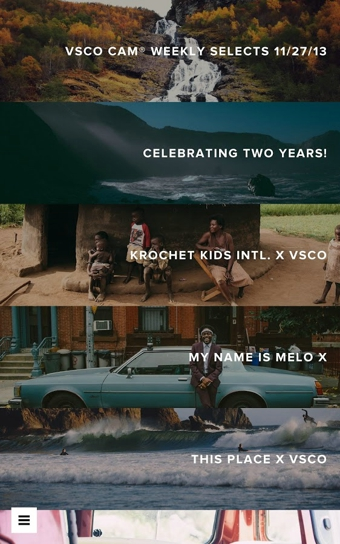 VSCO CAM® WEEKLY SELECTS 11/27/13
CELEBRATING TWO YEARS!
KROCHET KIDS INTL. X VSCO
MY NAME IS MELO X
THIS PLACE X VSCO